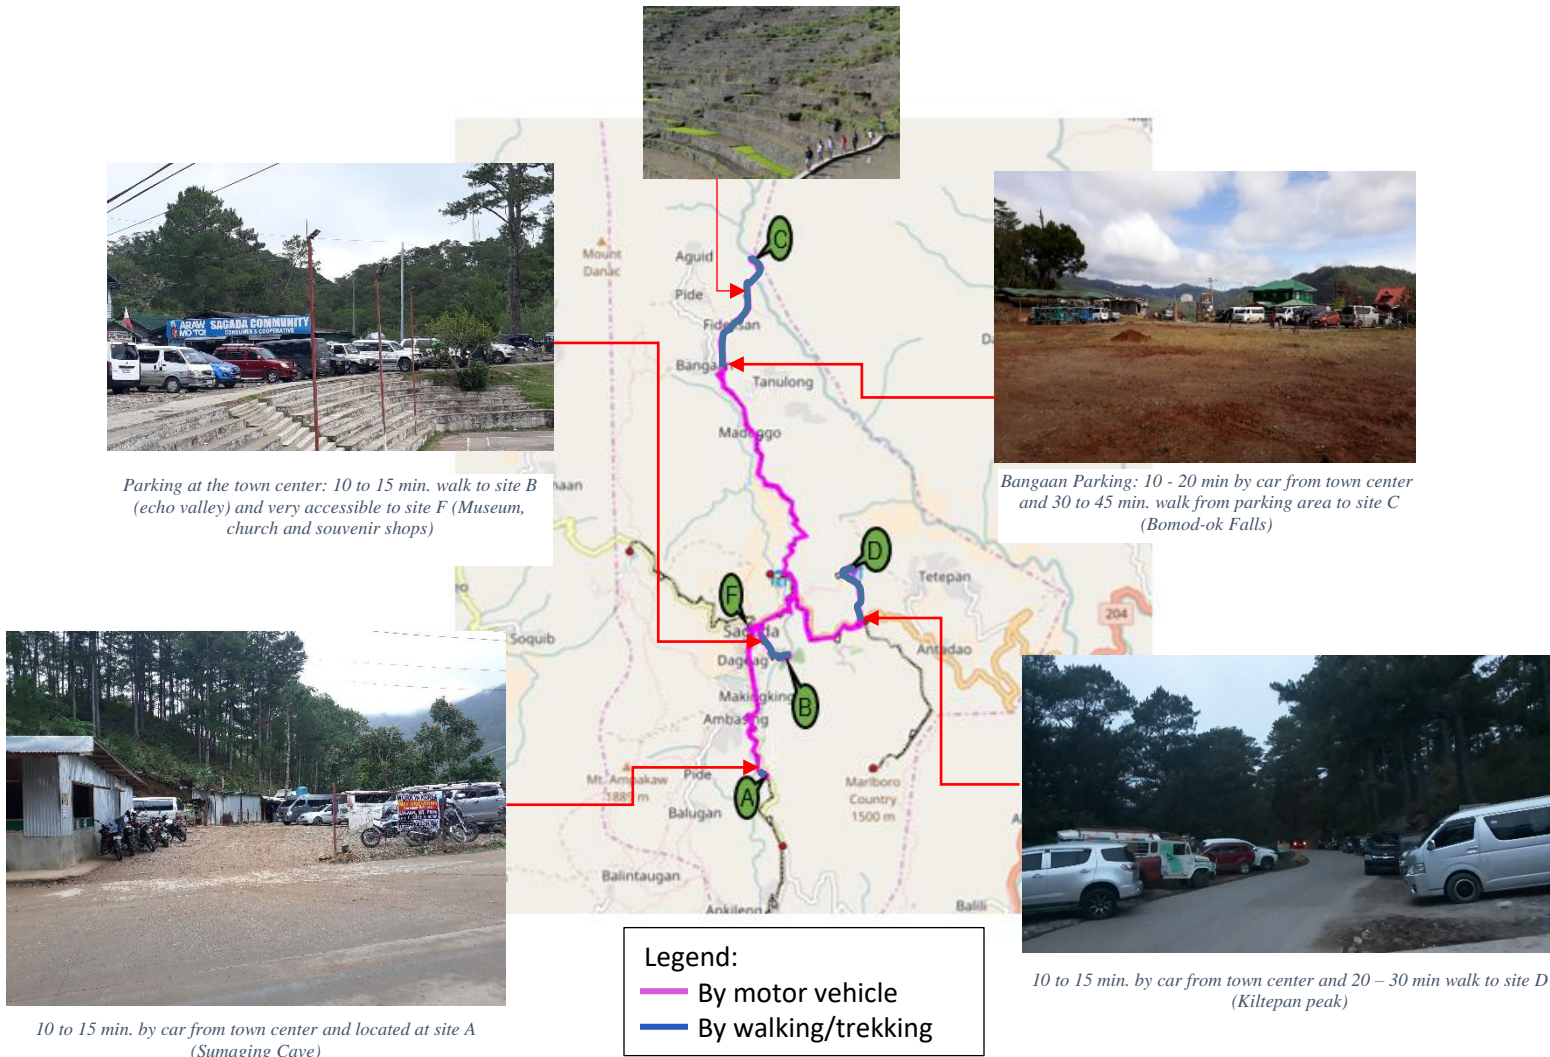 ARAW
MO 'TO!
SAGADA COMMUNITY
CONSUMERS COOPERATIVE
Parking at the town center: 10 to 15 min. walk to site B
(echo valley) and very accessible to site F (Museum,
church and souvenir shops)
Bangaan Parking: 10 - 20 min by car from town center
and 30 to 45 min. walk from parking area to site C
(Bomod-ok Falls)
C
Mount
Danac
Aguid
Pide
Fidelisan
Tanulong
Madongo
D
Tetepan
F
204
Soquib
Antadao
Makingking
B
Ambasing
Mt. Ampakaw
1889 m
Pide
A
Balugan
Marlboro
Country
1500 m
Balintaugan
Ankileng
Balili
10 to 15 min. by car from town center and located at site A
(Sumaging Cave)
10 to 15 min. by car from town center and 20 – 30 min walk to site D
(Kiltepan peak)
Legend:
By motor vehicle
By walking/trekking